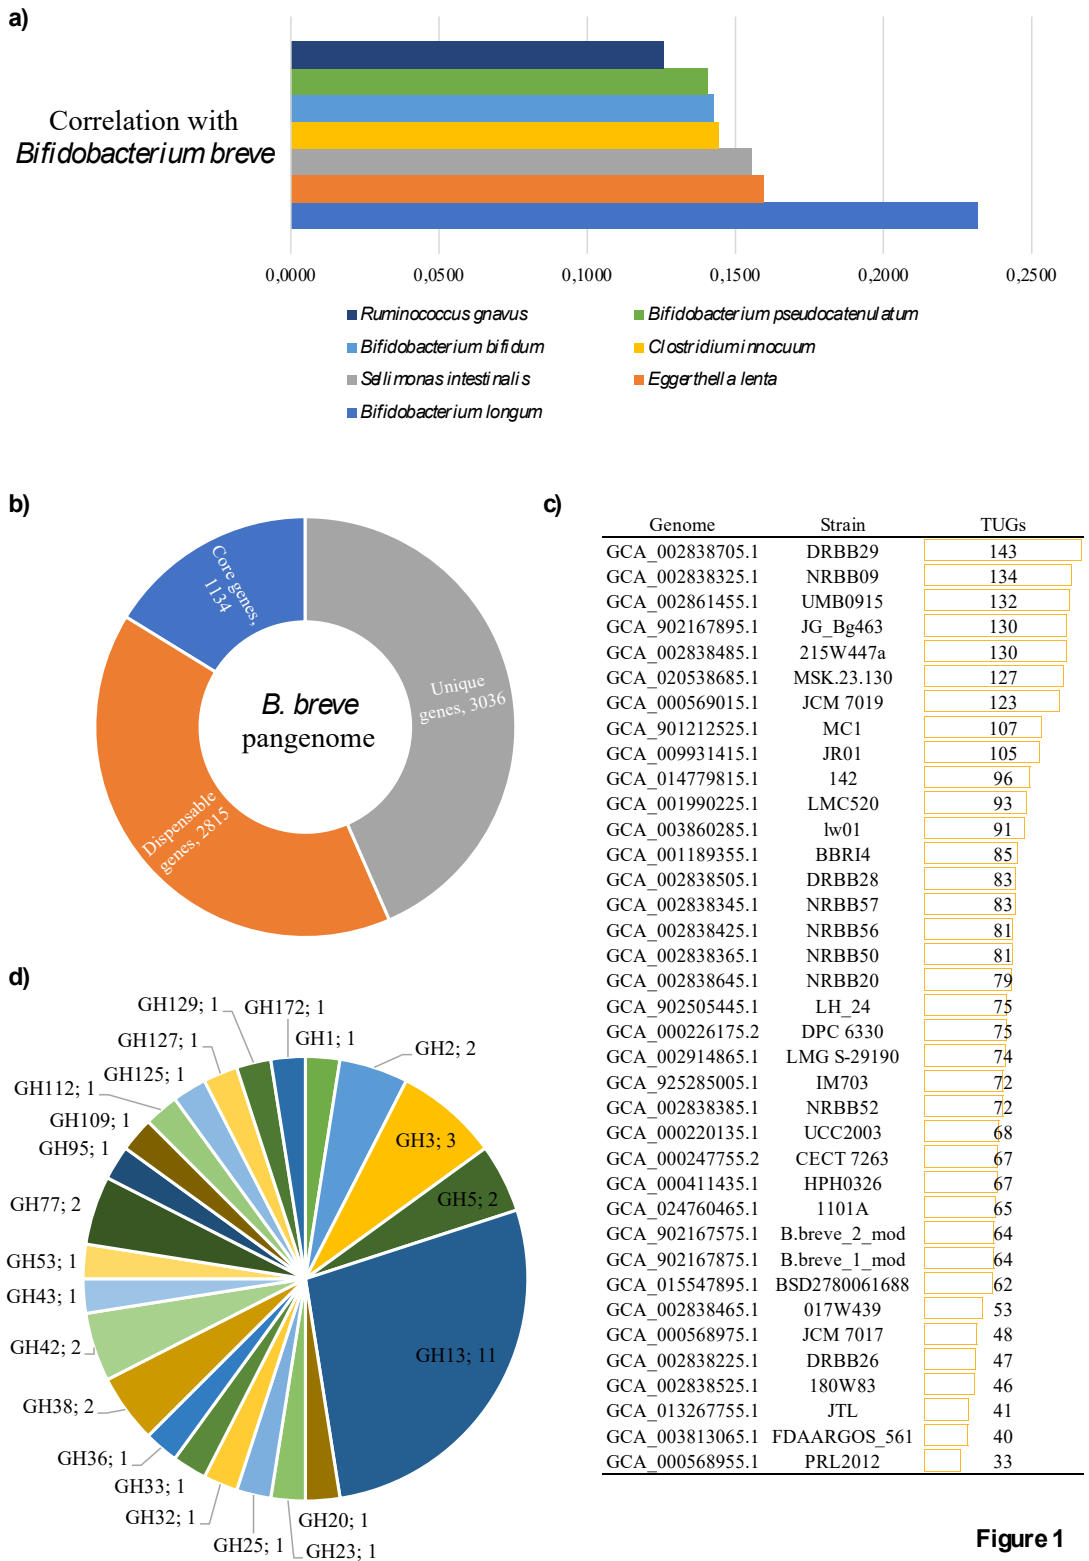 a)
Correlation with
Bifidobacterium breve
0,0000 0,0500 0,1000 0,1500 0,2000 0,2500
Ruminococcus gnavus Bifidobacterium pseudocatenulatum
Bifidobacterium bifidum Clostridium innocuum
Sellimonas intestinalis Eggerthella lenta
Bifidobacterium longum
b)
Core genes,
1134
Unique
genes, 3036
Dispensable
genes, 2815
B. breve
pangenome
c)
Genome Strain TUGs
GCA_002838705.1 DRBB29 143
GCA_002838325.1 NRBB09 134
GCA_002861455.1 UMB0915 132
GCA_902167895.1 JG_Bg463 130
GCA_002838485.1 215W447a 130
GCA_020538685.1 MSK.23.130 127
GCA_000569015.1 JCM 7019 123
GCA_901212525.1 MC1 107
GCA_009931415.1 JR01 105
GCA_014779815.1 142 96
GCA_001990225.1 LMC520 93
GCA_003860285.1 lw01 91
GCA_001189355.1 BBRI4 85
GCA_002838505.1 DRBB28 83
GCA_002838345.1 NRBB57 83
GCA_002838425.1 NRBB56 81
GCA_002838365.1 NRBB50 81
GCA_002838645.1 NRBB20 79
GCA_902505445.1 LH_24 75
GCA_000226175.2 DPC 6330 75
GCA_002914865.1 LMG S-29190 74
GCA_925285005.1 IM703 72
GCA_002838385.1 NRBB52 72
GCA_000220135.1 UCC2003 68
GCA_000247755.2 CECT 7263 67
GCA_000411435.1 HPH0326 67
GCA_024760465.1 1101A 65
GCA_902167575.1 B.breve_2_mod 64
GCA_902167875.1 B.breve_1_mod 64
GCA_015547895.1 BSD2780061688 62
GCA_002838465.1 017W439 53
GCA_000568975.1 JCM 7017 48
GCA_002838225.1 DRBB26 47
GCA_002838525.1 180W83 46
GCA_013267755.1 JTL 41
GCA_003813065.1 FDAARGOS_561 40
GCA_000568955.1 PRL2012 33
d)
GH129; 1
GH172; 1
GH1; 1
GH2; 2
GH3; 3
GH5; 2
GH13; 11
GH20; 1
GH23; 1
GH25; 1
GH32; 1
GH33; 1
GH36; 1
GH38; 2
GH42; 2
GH43; 1
GH53; 1
GH77; 2
GH95; 1
GH109; 1
GH112; 1
GH125; 1
GH127; 1
Figure 1